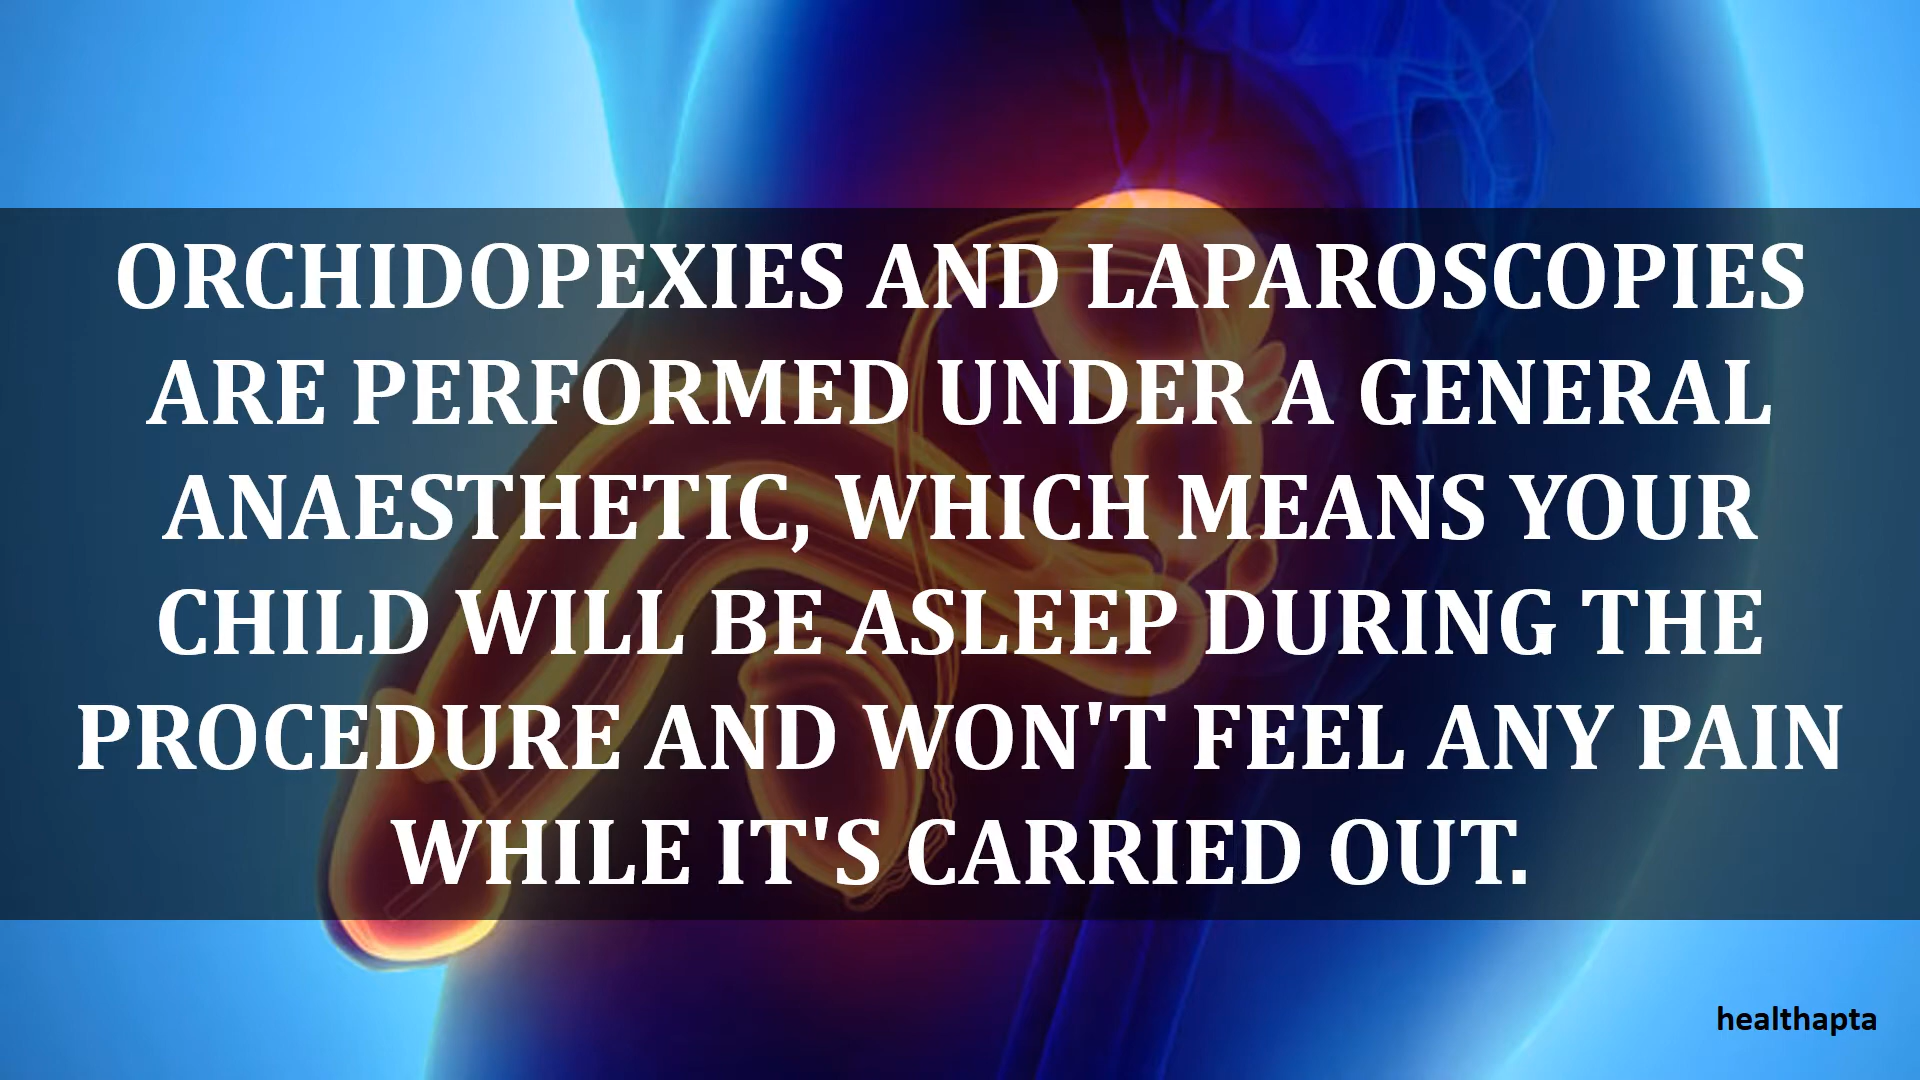 ORCHIDOPEXIES AND LAPAROSCOPIES
ARE PERFORMED UNDER A GENERAL
ANAESTHETIC, WHICH MEANS YOUR
CHILD WILL BE ASLEEP DURING THE
PROCEDURE AND WON'T FEEL ANY PAIN
WHILE IT'S CARRIED OUT.
healthapta